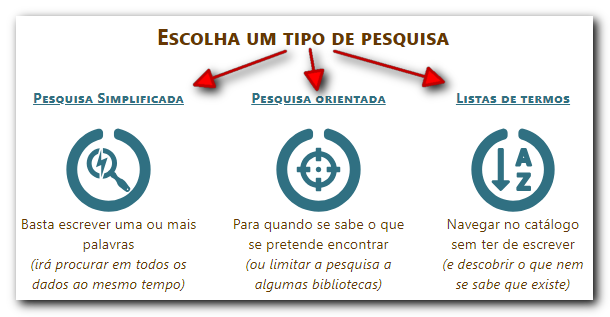 Escolha um tipo de pesquisa
Pesquisa Simplificada
Basta escrever uma ou mais
palavras
(irá procurar em todos os
dados ao mesmo tempo)
Pesquisa orientada
Para quando se sabe o que
se pretende encontrar
(ou limitar a pesquisa a
algumas bibliotecas)
Listas de termos
A
Z
Navegar no catálogo
sem ter de escrever
(e descobrir o que nem
se sabe que existe)